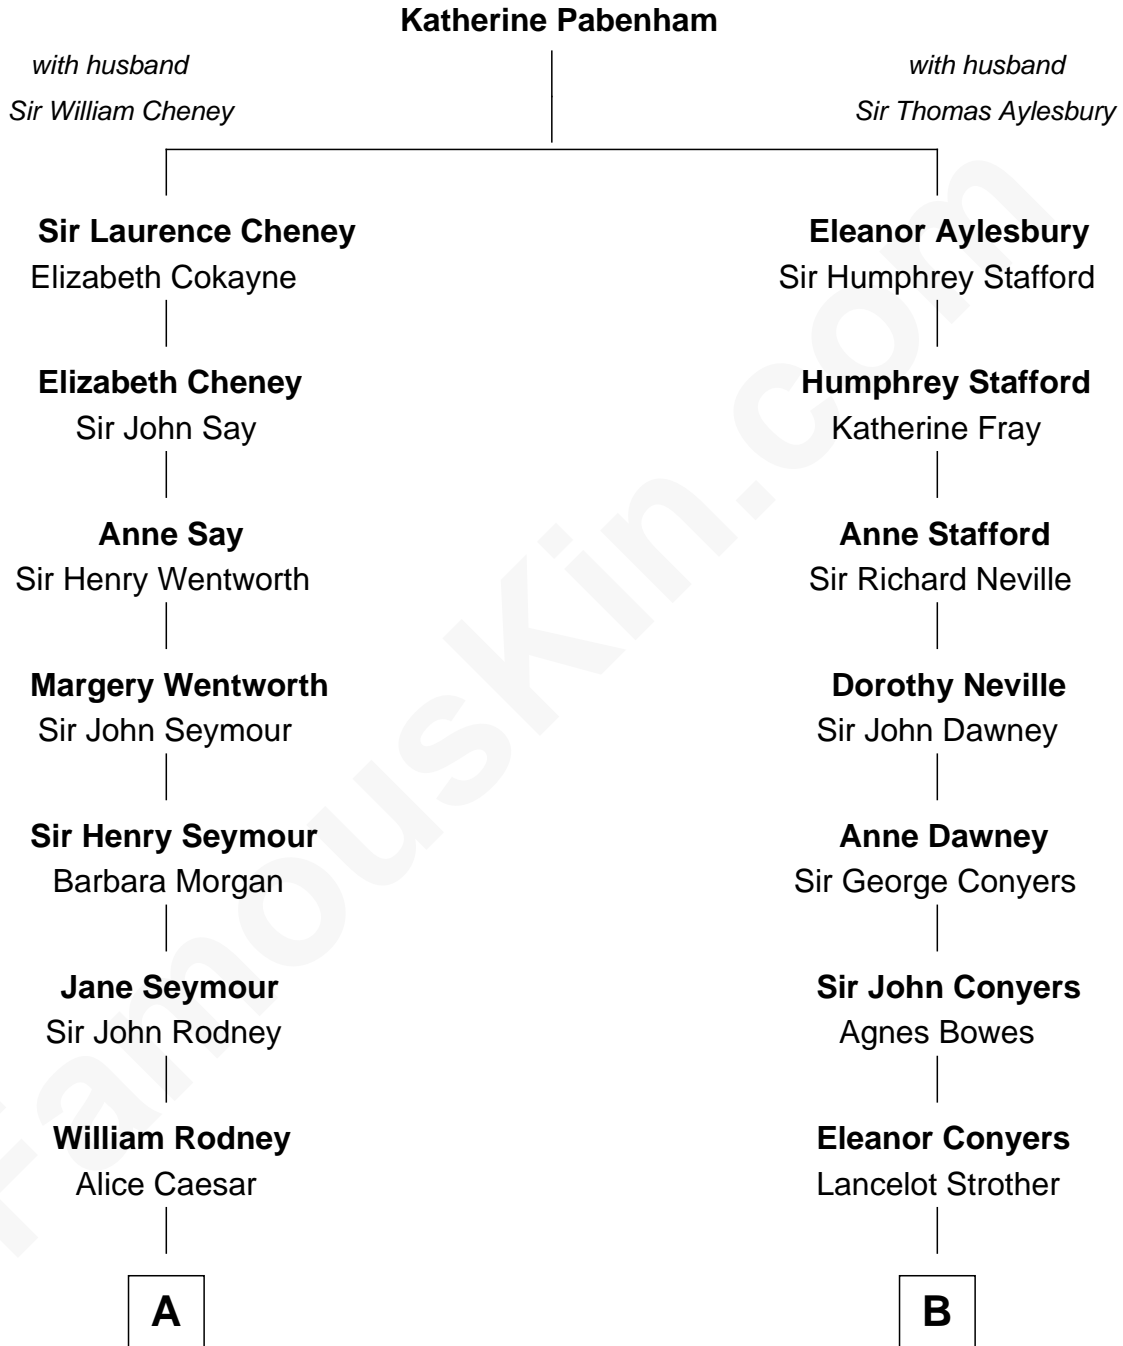 Katherine Pabenham
with husband
Sir William Cheney
with husband
Sir Thomas Aylesbury
Sir Laurence Cheney
Elizabeth Cokayne
Eleanor Aylesbury
Sir Humphrey Stafford
Elizabeth Cheney
Sir John Say
Humphrey Stafford
Katherine Fray
Anne Say
Sir Henry Wentworth
Anne Stafford
Sir Richard Neville
Margery Wentworth
Sir John Seymour
Dorothy Neville
Sir John Dawney
Sir Henry Seymour
Barbara Morgan
Anne Dawney
Sir George Conyers
Jane Seymour
Sir John Rodney
Sir John Conyers
Agnes Bowes
William Rodney
Alice Caesar
Eleanor Conyers
Lancelot Strother
A
B
FamousKin.com